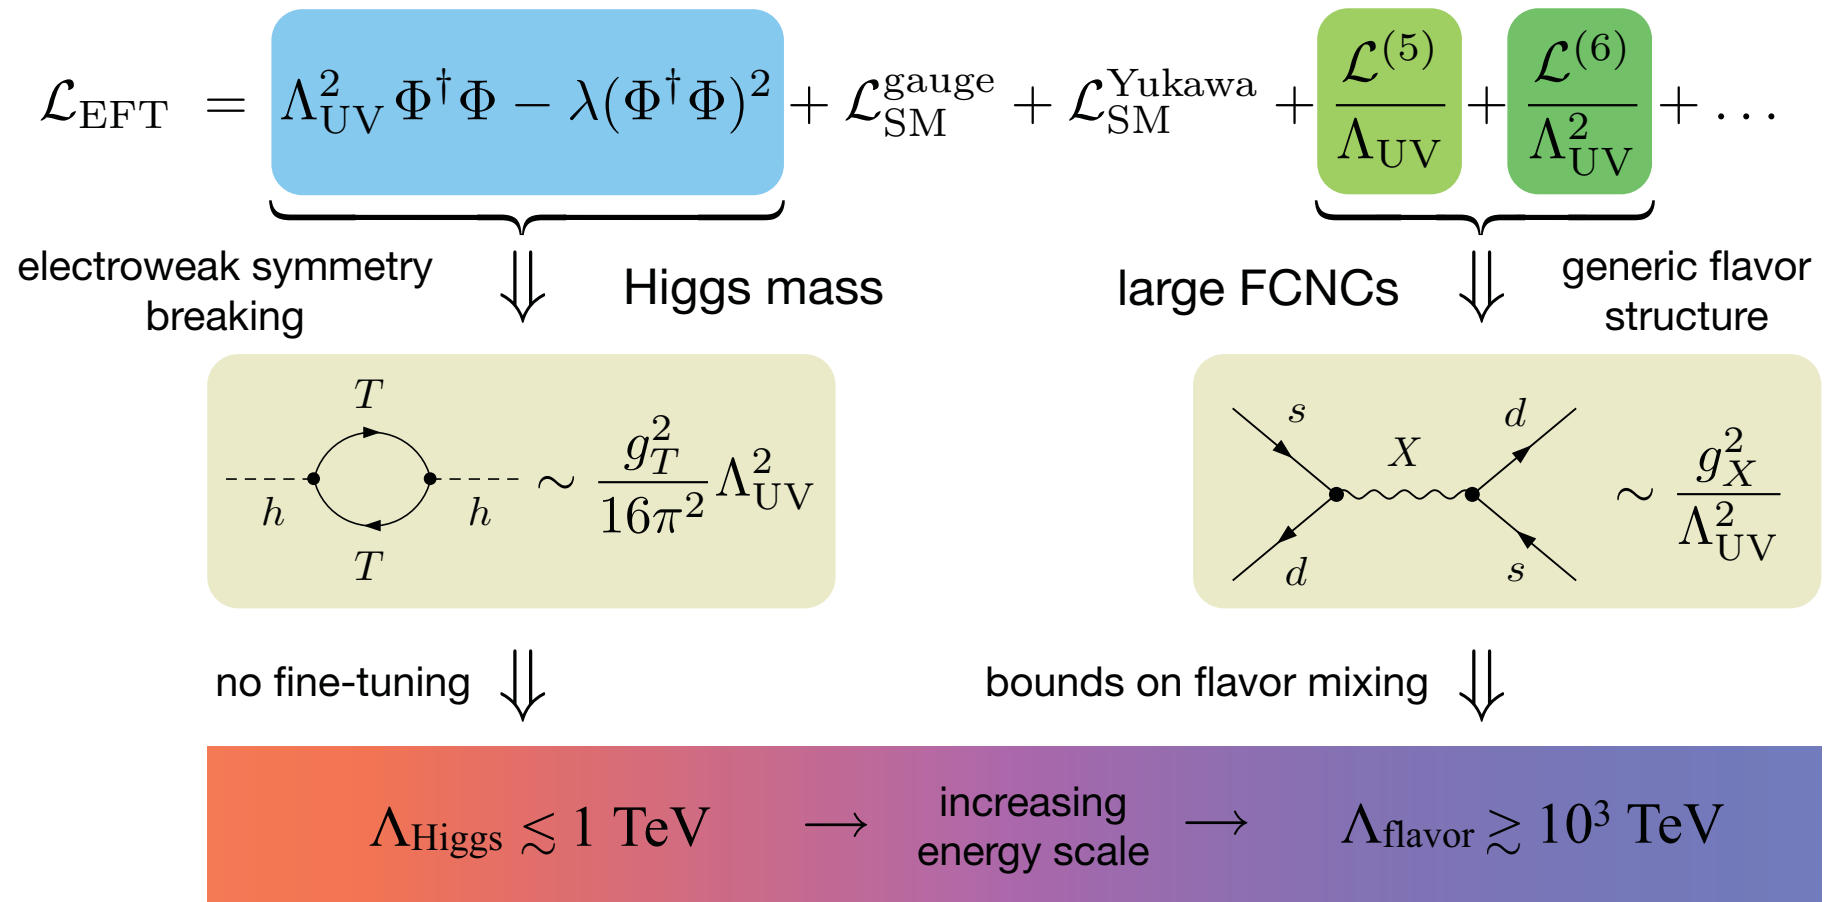 ℒ_EFT = Λ²_UV Φ†Φ − λ(Φ†Φ)² + ℒ^gauge_SM + ℒ^Yukawa_SM + ℒ⁽⁵⁾/Λ_UV + ℒ⁽⁶⁾/Λ²_UV + …
electroweak symmetry
breaking
⇓
Higgs mass
large FCNCs
⇓
generic flavor
structure
T
h
h
T
∼ g²_T/16π² Λ²_UV
s
d
X
d
s
∼ g²_X/Λ²_UV
no fine-tuning ⇓
bounds on flavor mixing ⇓
Λ_Higgs ≲ 1 TeV
→
increasing
energy scale
→
Λ_flavor ≳ 10³ TeV